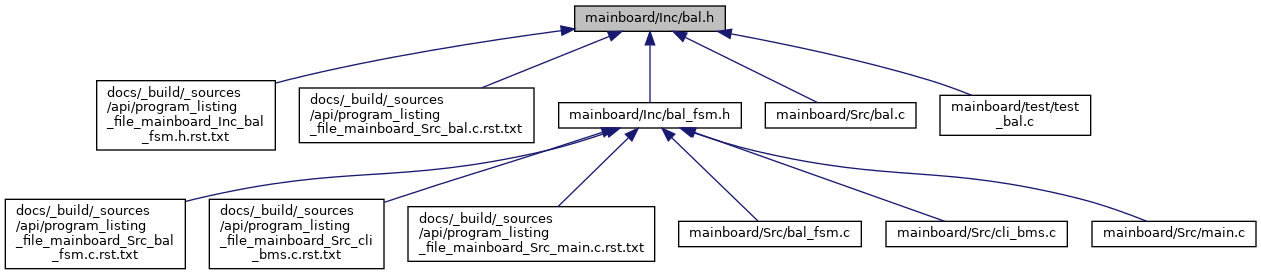 mainboard/Inc/bal.h
docs/_build/_sources
/api/program_listing
_file_mainboard_Inc_bal
_fsm.h.rst.txt
docs/_build/_sources
/api/program_listing
_file_mainboard_Src_bal.c.rst.txt
mainboard/Inc/bal_fsm.h
mainboard/Src/bal.c
mainboard/test/test
_bal.c
docs/_build/_sources
/api/program_listing
_file_mainboard_Src_bal
_fsm.c.rst.txt
docs/_build/_sources
/api/program_listing
_file_mainboard_Src_cli
_bms.c.rst.txt
docs/_build/_sources
/api/program_listing
_file_mainboard_Src_main.c.rst.txt
mainboard/Src/bal_fsm.c
mainboard/Src/cli_bms.c
mainboard/Src/main.c